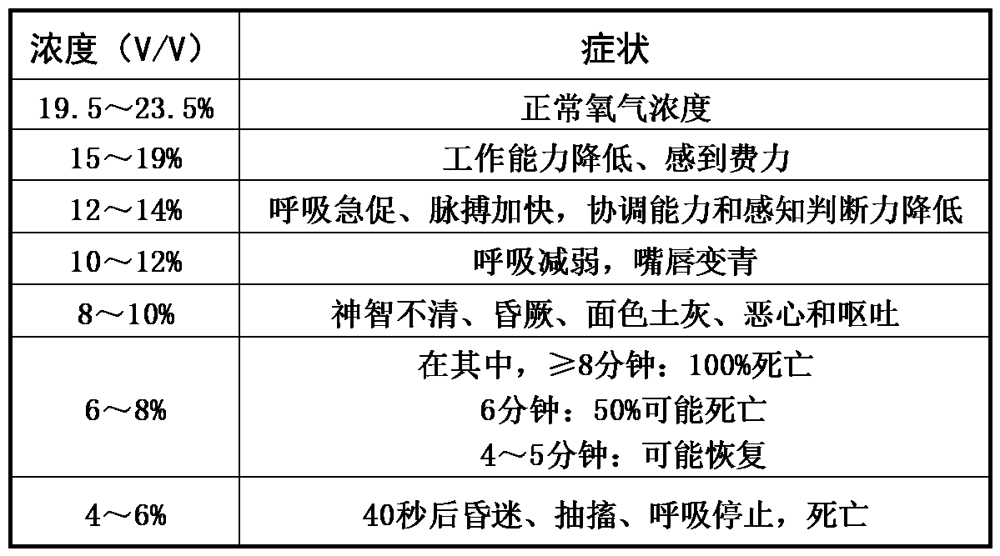 浓度（V/V） 症状
19.5～23.5% 正常氧气浓度
15～19% 工作能力降低、感到费力
12～14% 呼吸急促、脉搏加快，协调能力和感知判断力降低
10～12% 呼吸减弱，嘴唇变青
8～10% 神智不清、昏厥、面色土灰、恶心和呕吐
在其中，≥8分钟：100%死亡
6～8% 6分钟：50%可能死亡
4～5分钟：可能恢复
4～6% 40秒后昏迷、抽搐、呼吸停止，死亡